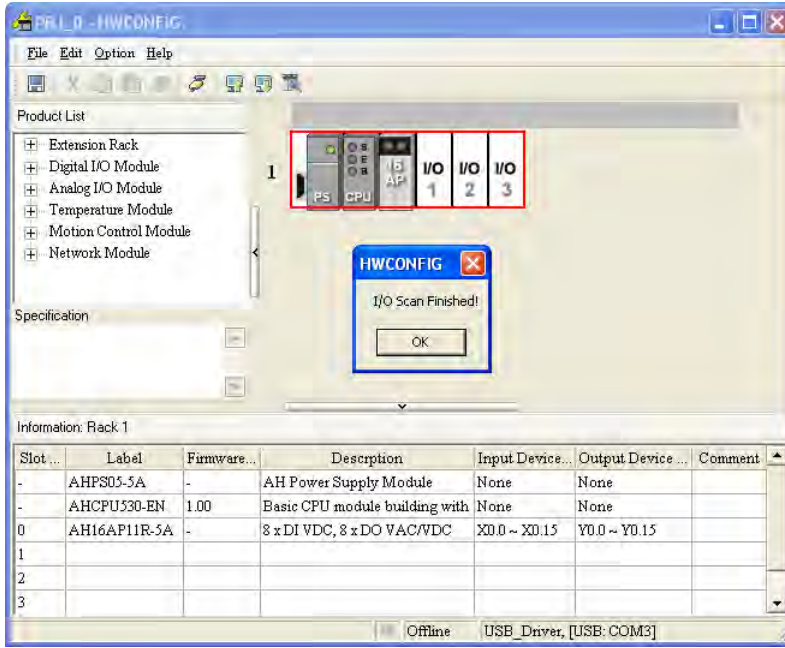 PRJ_0 - HWCONFIG
File Edit Option Help
Product List
Extension Rack
Digital I/O Module
Analog I/O Module
Temperature Module
Motion Control Module
Network Module
Specification
1
PS
CPU
16
AP
I/O
1
I/O
2
I/O
3
HWCONFIG
I/O Scan Finished!
OK
Information: Rack 1
Slot ... Label Firmware... Descrption Input Device... Output Device ... Comment
- AHPS05-5A - AH Power Supply Module None None
- AHCPU530-EN 1.00 Basic CPU module building with None None
0 AH16AP11R-5A - 8 x DI VDC, 8 x DO VAC/VDC X0.0 ~ X0.15 Y0.0 ~ Y0.15
1
2
3
Offline USB_Driver, [USB: COM3]